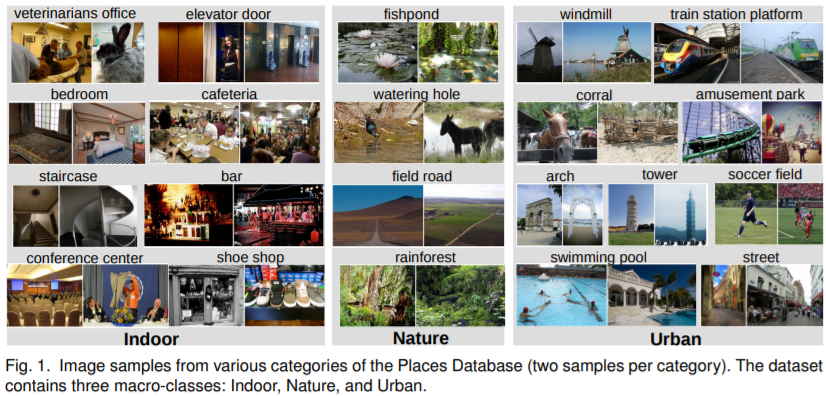 veterinarians office
elevator door
fishpond
windmill
train station platform
bedroom
cafeteria
watering hole
corral
amusement park
staircase
bar
field road
arch
tower
soccer field
conference center
shoe shop
rainforest
swimming pool
street
Indoor
Nature
Urban
Fig. 1. Image samples from various categories of the Places Database (two samples per category). The dataset
contains three macro-classes: Indoor, Nature, and Urban.